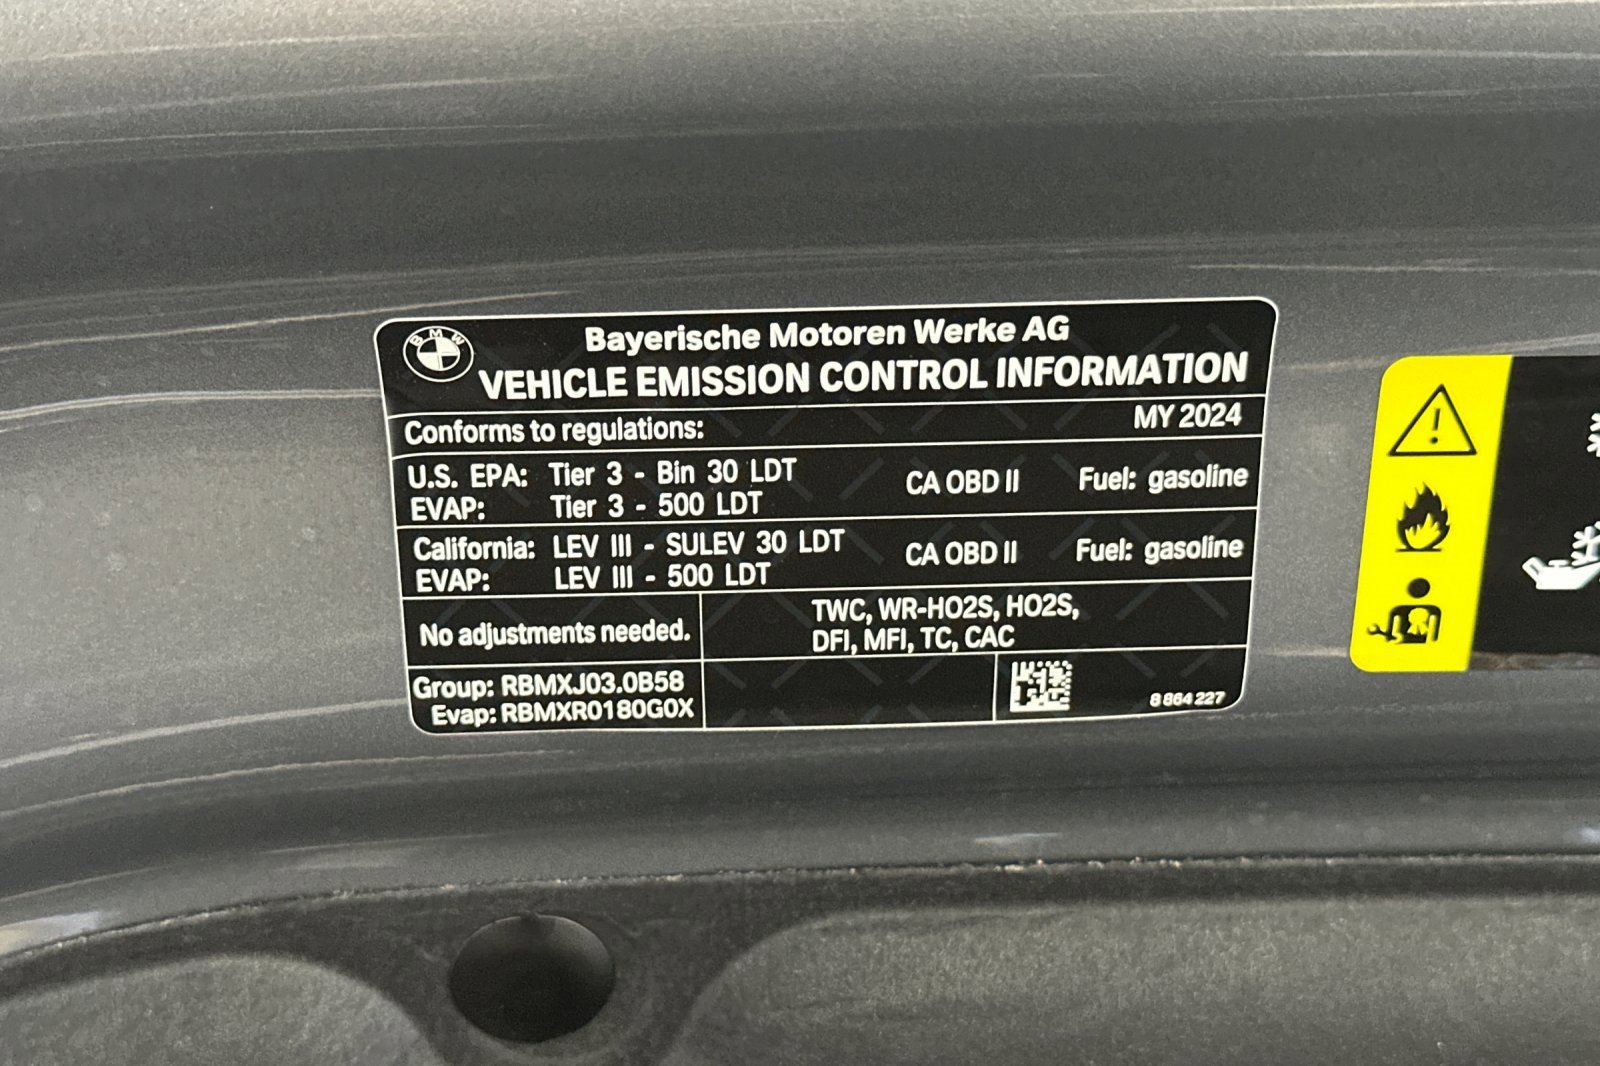 BMW
Bayerische Motoren Werke AG
VEHICLE EMISSION CONTROL INFORMATION
Conforms to regulations: MY 2024
U.S. EPA: Tier 3 - Bin 30 LDT CA OBD II Fuel: gasoline
EVAP: Tier 3 - 500 LDT
California: LEV III - SULEV 30 LDT CA OBD II Fuel: gasoline
EVAP: LEV III - 500 LDT
No adjustments needed.
TWC, WR-HO2S, HO2S,
DFI, MFI, TC, CAC
Group: RBMXJ03.0B58
Evap: RBMXR0180G0X
8 864 227